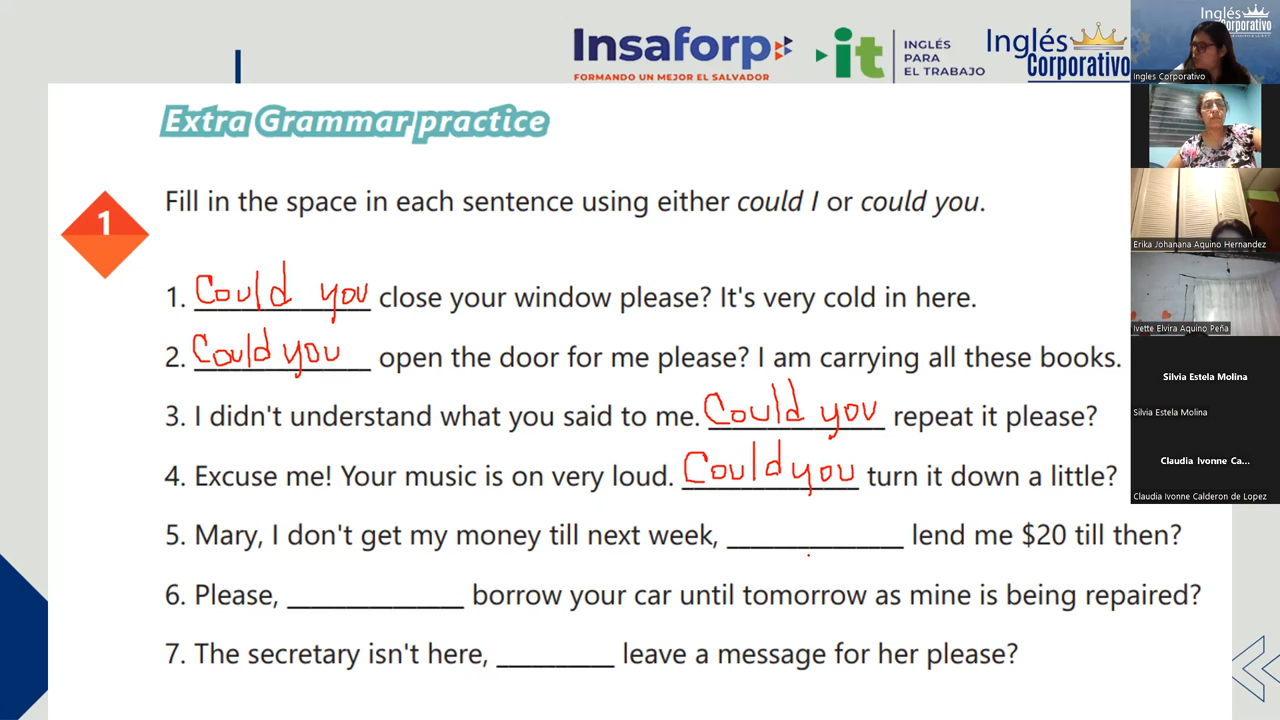 Insaforp
FORMANDO UN MEJOR EL SALVADOR
it
INGLÉS
PARA
EL TRABAJO
Inglés
Corporativo
Inglés
Corporativo
Ingles Corporativo
Extra Grammar practice
1
Fill in the space in each sentence using either could I or could you.
1. Could you close your window please? It's very cold in here.
2. Could you open the door for me please? I am carrying all these books.
3. I didn't understand what you said to me. Could you repeat it please?
4. Excuse me! Your music is on very loud. Could you turn it down a little?
5. Mary, I don't get my money till next week, ____________ lend me $20 till then?
6. Please, ____________ borrow your car until tomorrow as mine is being repaired?
7. The secretary isn't here, ________ leave a message for her please?
Erika Johanana Aquino Hernandez
Ivette Elvira Aquino Peña
Silvia Estela Molina
Silvia Estela Molina
Claudia Ivonne Ca...
Claudia Ivonne Calderon de Lopez